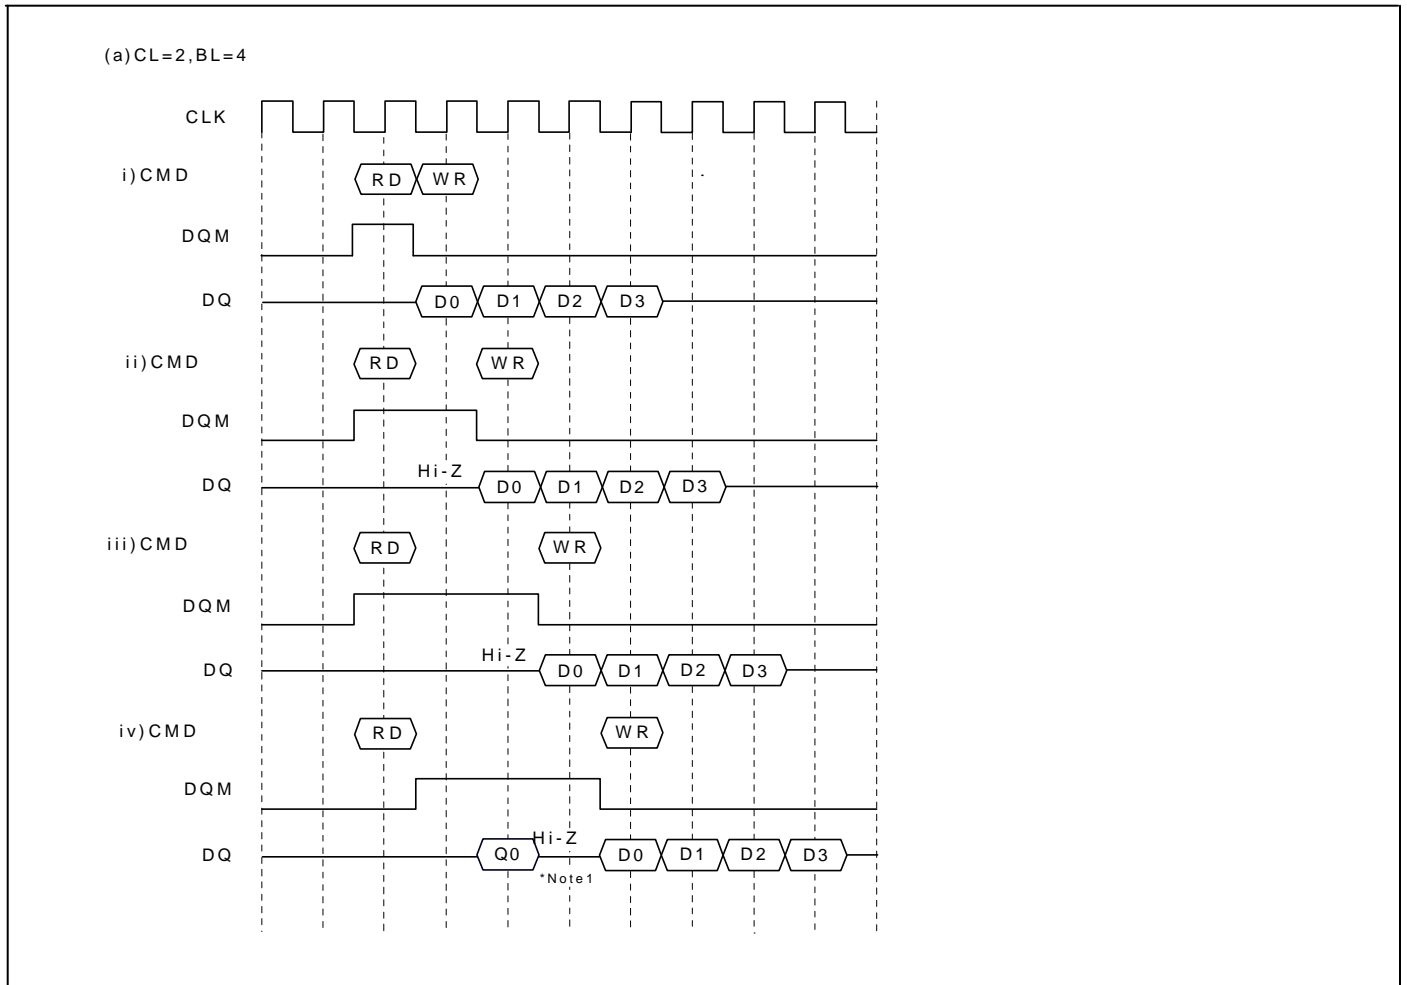 (a)CL=2,BL=4
CLK
i)CMD RD WR
DQM
DQ D0 D1 D2 D3
ii)CMD RD WR
DQM
Hi-Z
DQ D0 D1 D2 D3
iii)CMD RD WR
DQM
Hi-Z
DQ D0 D1 D2 D3
iv)CMD RD WR
DQM
Hi-Z
DQ Q0 D0 D1 D2 D3
*Note1